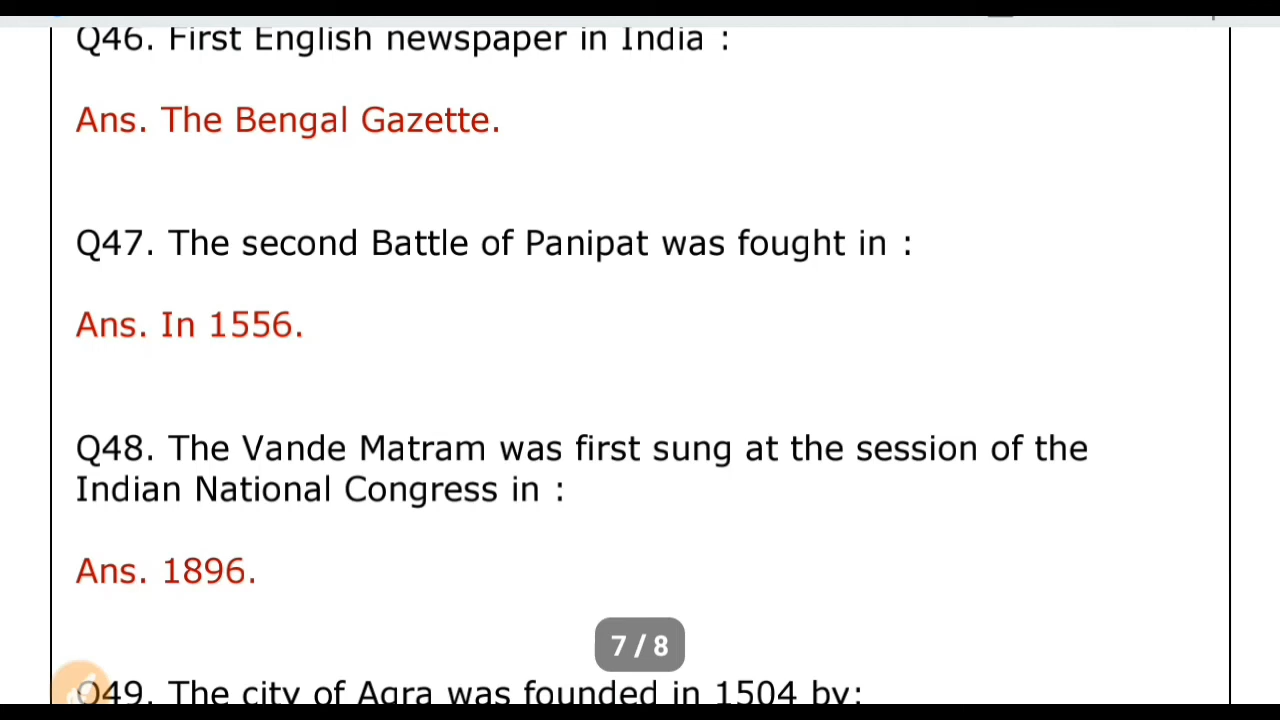 Q46. First English newspaper in India :
Ans. The Bengal Gazette.
Q47. The second Battle of Panipat was fought in :
Ans. In 1556.
Q48. The Vande Matram was first sung at the session of the
Indian National Congress in :
Ans. 1896.
7 / 8
Q49. The city of Agra was founded in 1504 by: